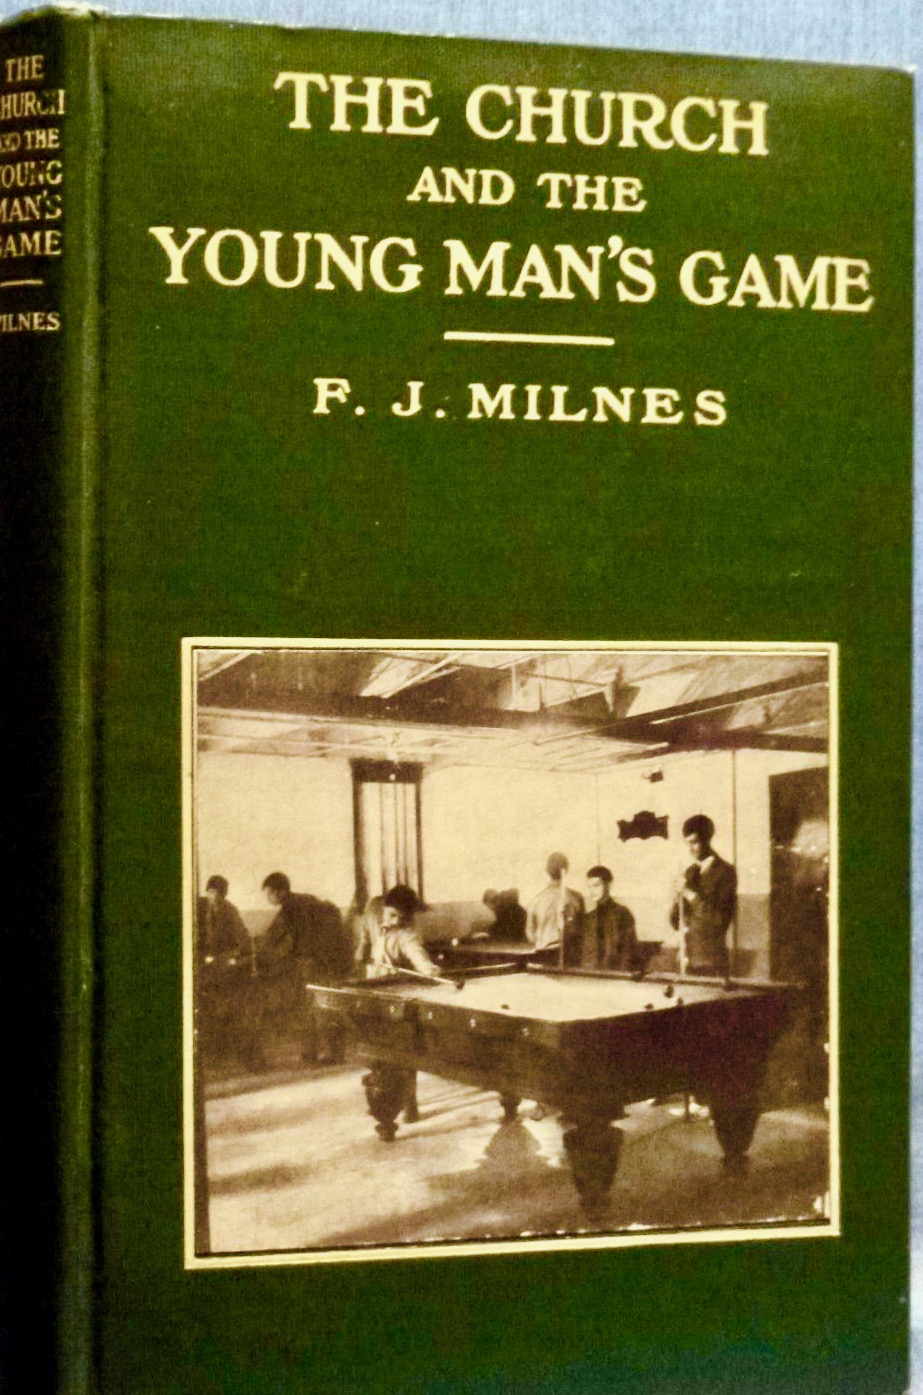 THE
CHURCH
AND THE
YOUNG
MAN'S
GAME
MILNES
THE CHURCH
AND THE
YOUNG MAN'S GAME
F. J. MILNES